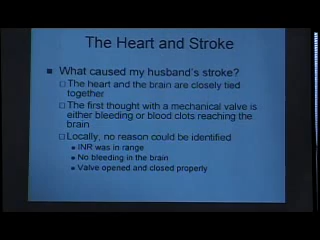 The Heart and Stroke
What caused my husband's stroke?
The heart and the brain are closely tied
together
The first thought with a mechanical valve is
either bleeding or blood clots reaching the
brain
Locally, no reason could be identified
INR was in range
No bleeding in the brain
Valve opened and closed properly